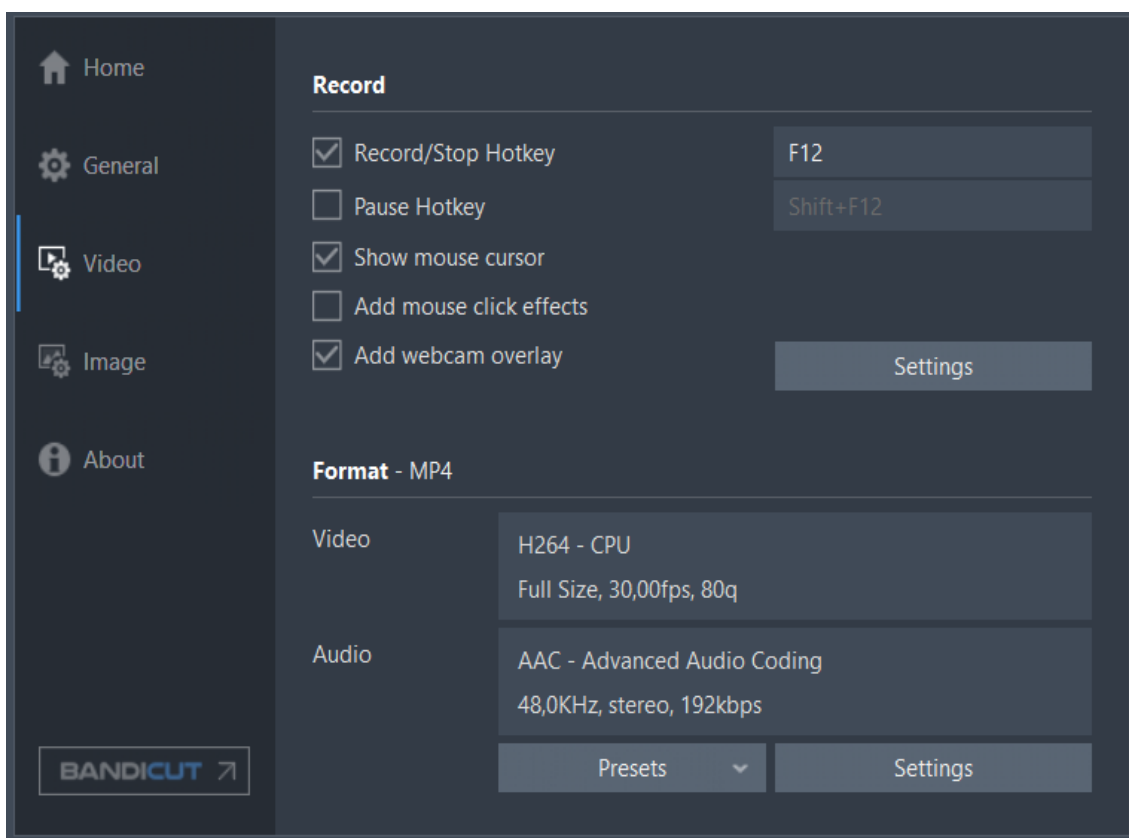 Home
General
Video
Image
About
BANDICUT
Record
Record/Stop Hotkey F12
Pause Hotkey Shift+F12
Show mouse cursor
Add mouse click effects
Add webcam overlay Settings
Format - MP4
Video H264 - CPU
Full Size, 30,00fps, 80q
Audio AAC - Advanced Audio Coding
48,0KHz, stereo, 192kbps
Presets Settings